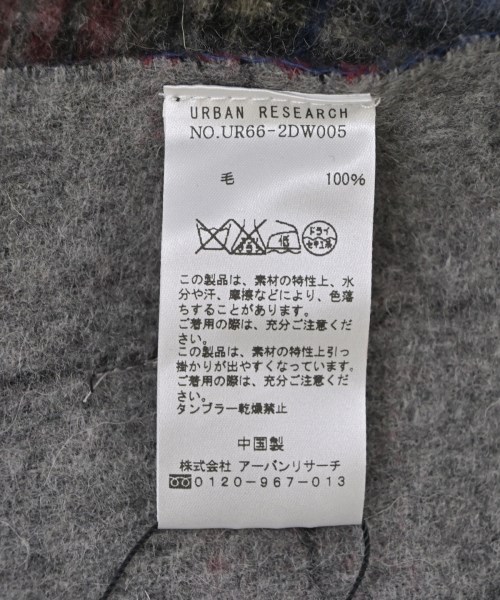 URBAN RESEARCH
NO.UR66-2DW005
毛 100%
低 ドライ
セキユ系
この製品は、素材の特性上、水
分や汗、摩擦などにより、色落
ちすることがあります。
ご着用の際は、充分ご注意くだ
さい。
この製品は、素材の特性上引っ
掛かりが出やすくなっています。
ご着用の際は、充分ご注意くだ
さい。
タンブラー乾燥禁止
中国製
株式会社 アーバンリサーチ
0120-967-013